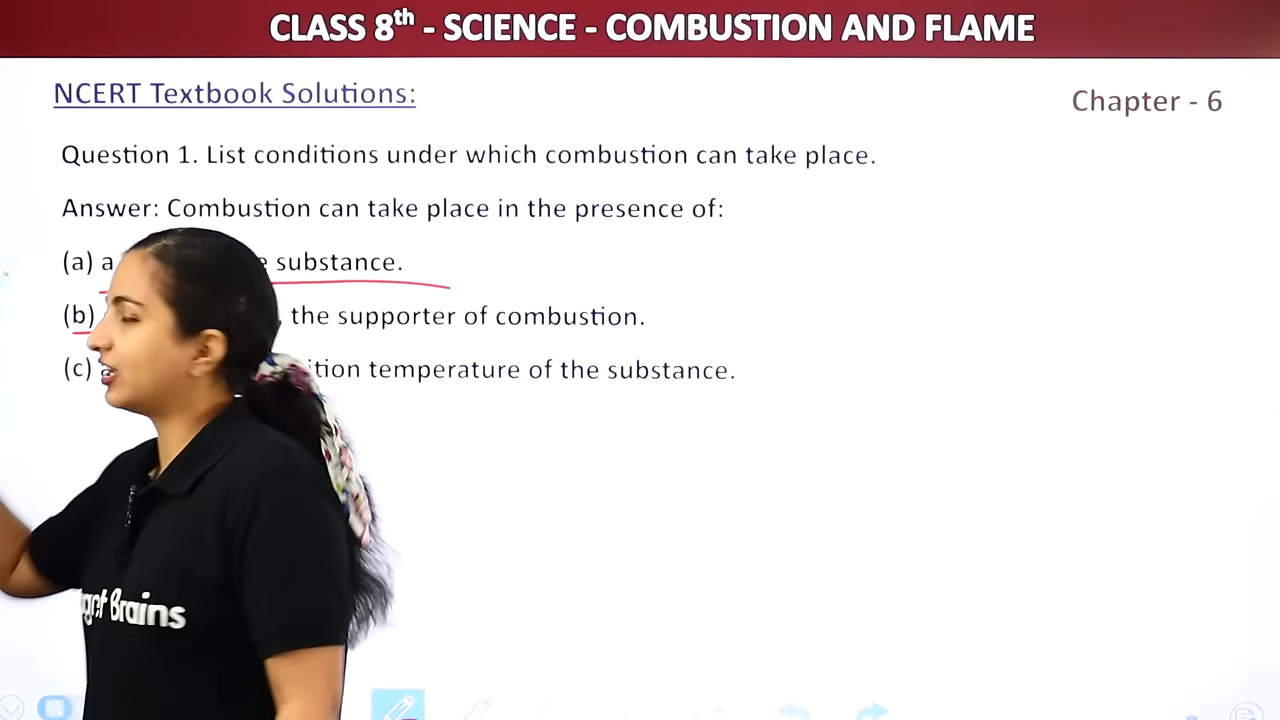 CLASS 8th - SCIENCE - COMBUSTION AND FLAME
NCERT Textbook Solutions:
Chapter - 6
Question 1. List conditions under which combustion can take place.
Answer: Combustion can take place in the presence of:
(a) a substance.
(b) the supporter of combustion.
(c) temperature of the substance.
Brains